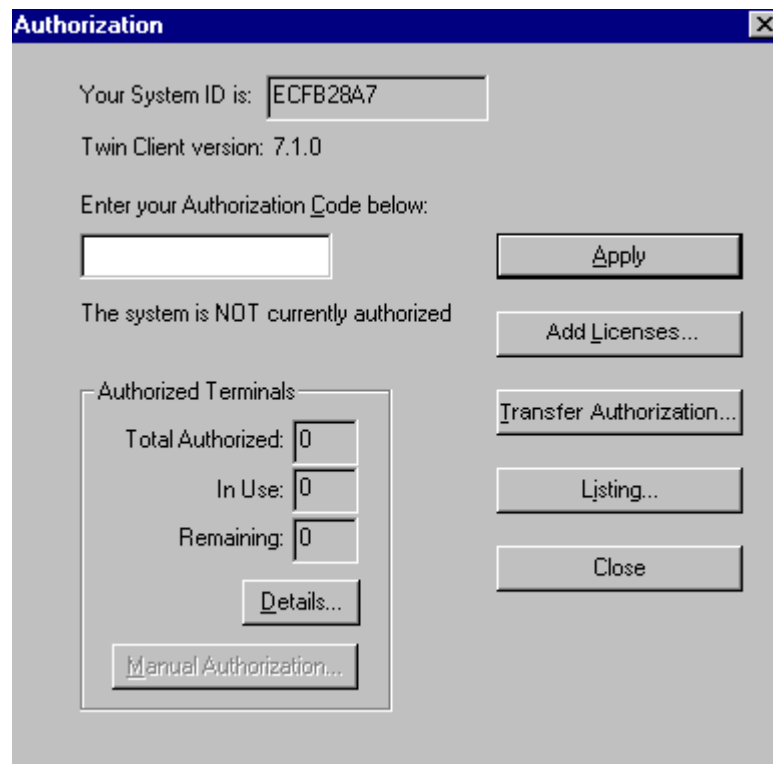 Authorization
Your System ID is: ECFB28A7
Twin Client version: 7.1.0
Enter your Authorization Code below:
Apply
The system is NOT currently authorized
Add Licenses...
Authorized Terminals
Transfer Authorization...
Total Authorized: 0
In Use: 0
Listing...
Remaining: 0
Close
Details...
Manual Authorization...